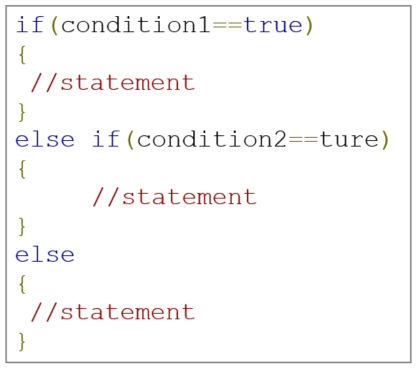 if(condition1==true)
{
//statement
}
else if(condition2==ture)
{
//statement
}
else
{
//statement
}